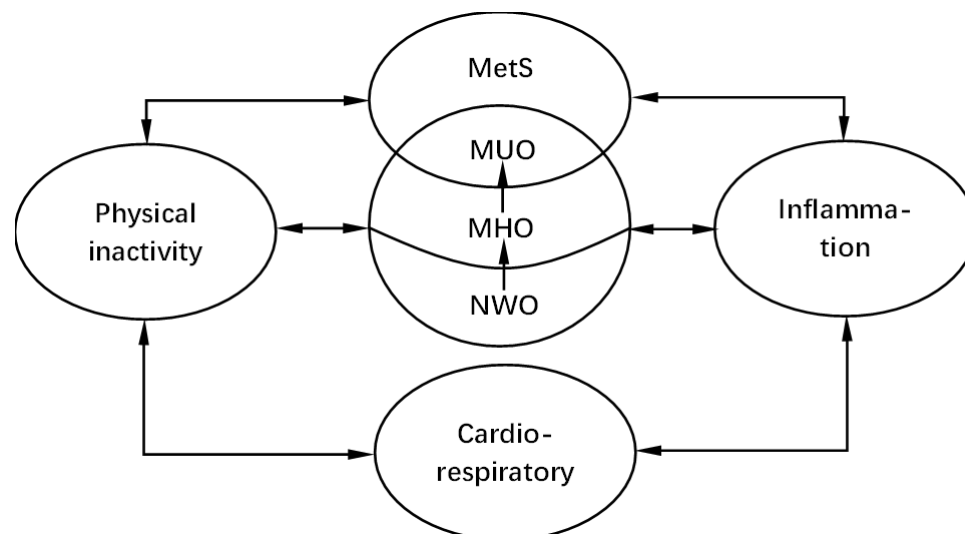 MetS
MUO
Physical
inactivity
MHO
Inflamma-
tion
NWO
Cardio-
respiratory